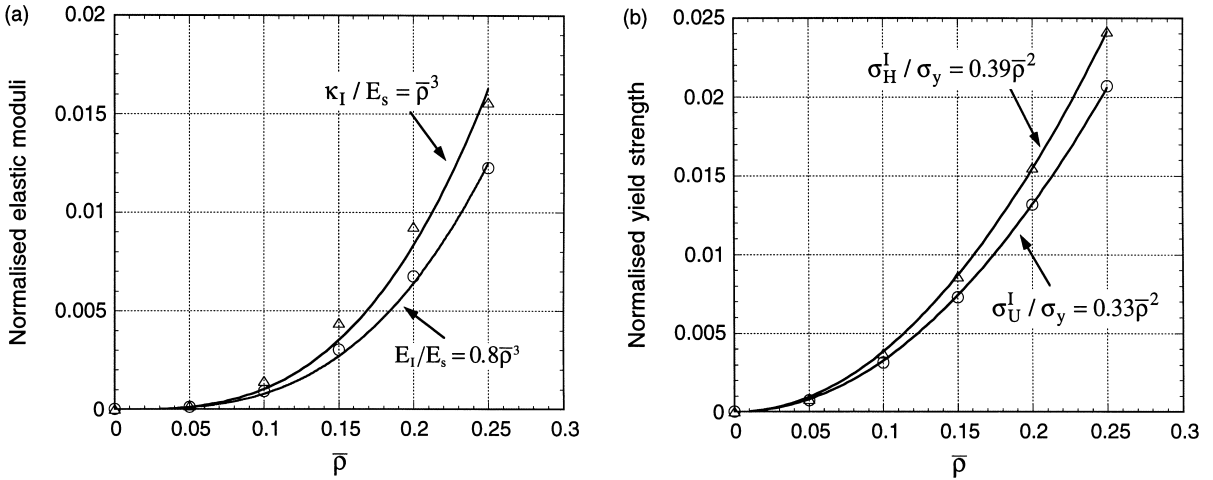 (a)
Normalised elastic moduli
0.02
0.015
0.01
0.005
0
κ_I / E_s = ρ̄³
E_I/E_s = 0.8ρ̄³
0 0.05 0.1 0.15 0.2 0.25 0.3
ρ̄
(b)
Normalised yield strength
0.025
0.02
0.015
0.01
0.005
0
σ_H^I / σ_y = 0.39ρ̄²
σ_U^I / σ_y = 0.33ρ̄²
0 0.05 0.1 0.15 0.2 0.25 0.3
ρ̄